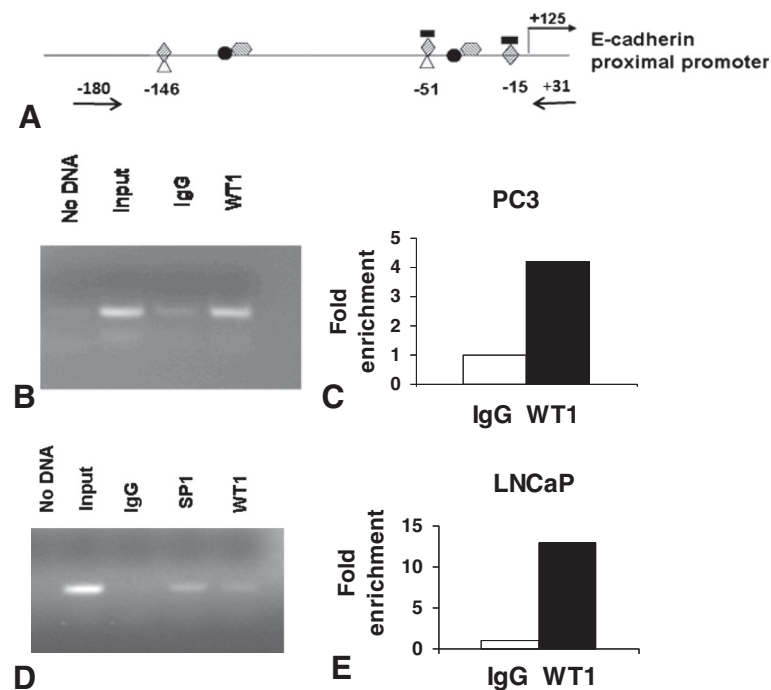 +125
E-cadherin
proximal promoter
-180
-146
-51
-15
+31
A
No DNA
Input
IgG
WT1
B
PC3
Fold
enrichment
5
4
3
2
1
0
IgG WT1
C
No DNA
Input
IgG
SP1
WT1
D
LNCaP
Fold
enrichment
15
10
5
0
IgG WT1
E